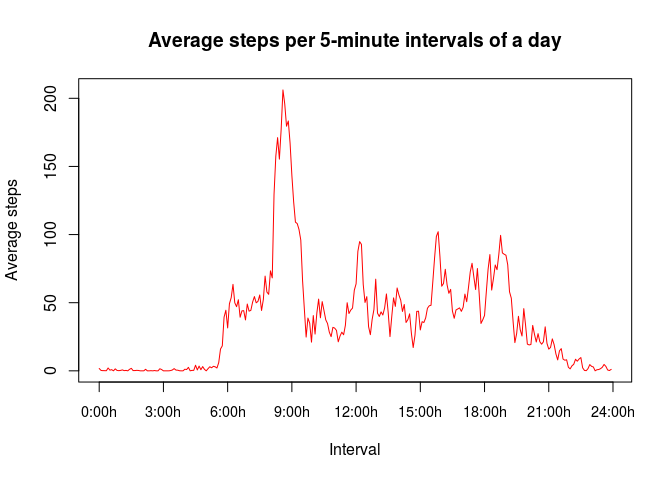 Average steps per 5-minute intervals of a day
Average steps
200
150
100
50
0
0:00h 3:00h 6:00h 9:00h 12:00h 15:00h 18:00h 21:00h 24:00h
Interval